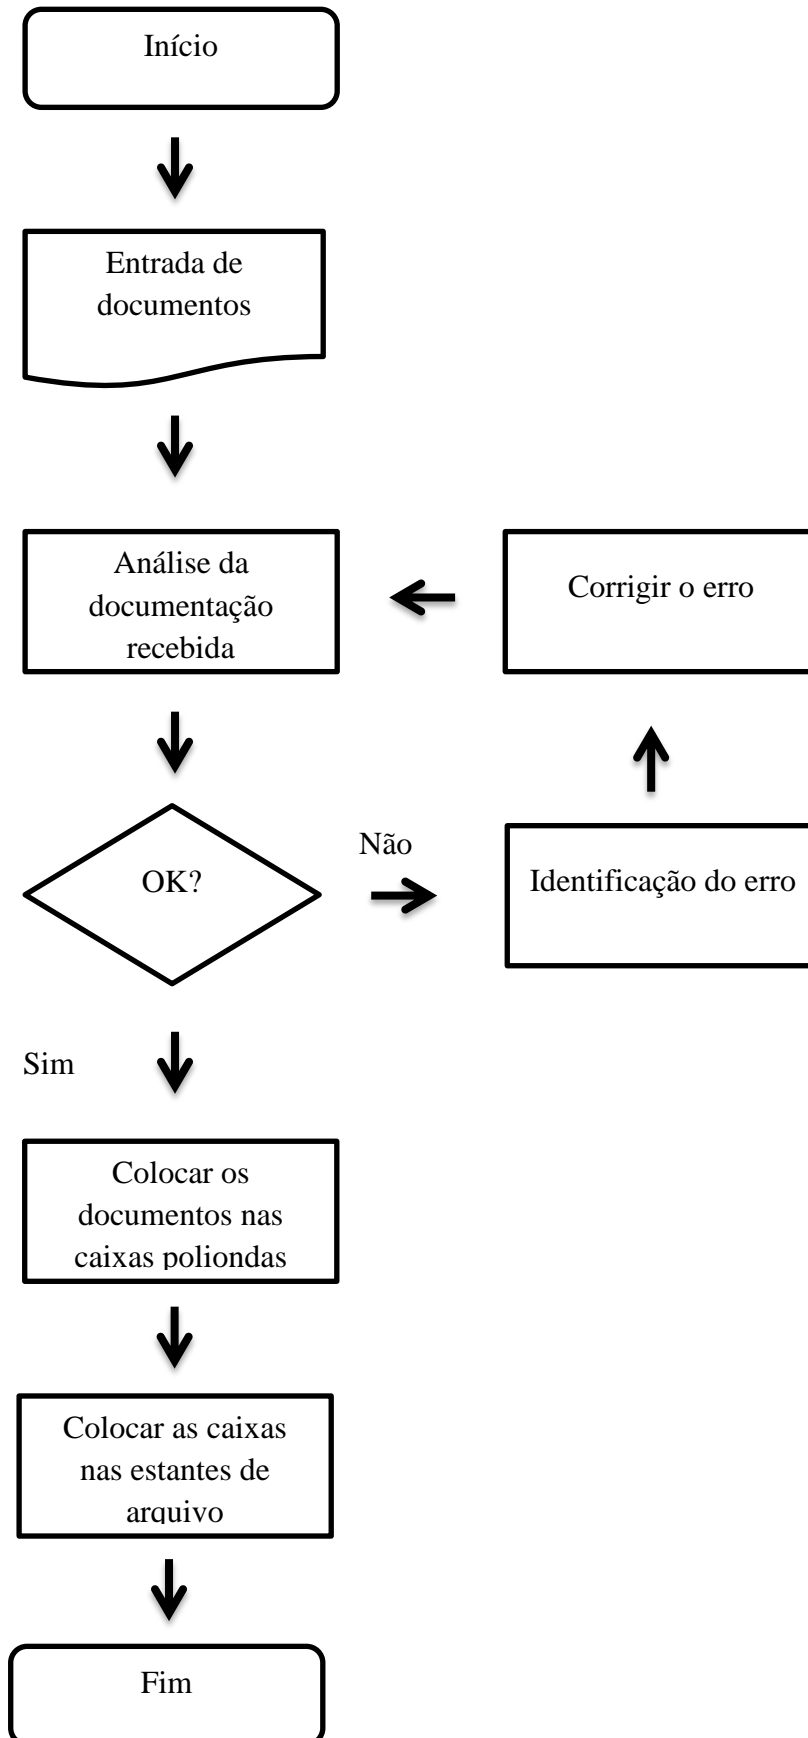 Início
Entrada de
documentos
Análise da
documentação
recebida
Corrigir o erro
OK?
Não
Identificação do erro
Sim
Colocar os
documentos nas
caixas poliondas
Colocar as caixas
nas estantes de
arquivo
Fim